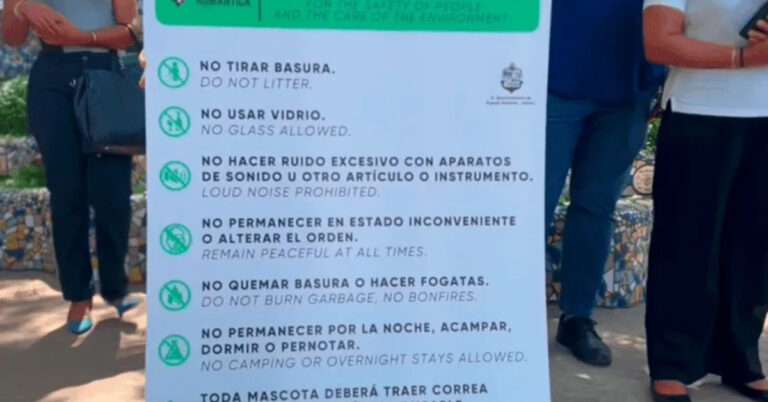 ROMÁNTICA
FOR THE SAFETY OF PEOPLE
AND THE CARE OF THE ENVIRONMENT.
NO TIRAR BASURA.
DO NOT LITTER.
NO USAR VIDRIO.
NO GLASS ALLOWED.
NO HACER RUIDO EXCESIVO CON APARATOS
DE SONIDO U OTRO ARTÍCULO O INSTRUMENTO.
LOUD NOISE PROHIBITED.
NO PERMANECER EN ESTADO INCONVENIENTE
O ALTERAR EL ORDEN.
REMAIN PEACEFUL AT ALL TIMES.
NO QUEMAR BASURA O HACER FOGATAS.
DO NOT BURN GARBAGE, NO BONFIRES.
NO PERMANECER POR LA NOCHE, ACAMPAR,
DORMIR O PERNOTAR.
NO CAMPING OR OVERNIGHT STAYS ALLOWED.
TODA MASCOTA DEBERÁ TRAER CORREA